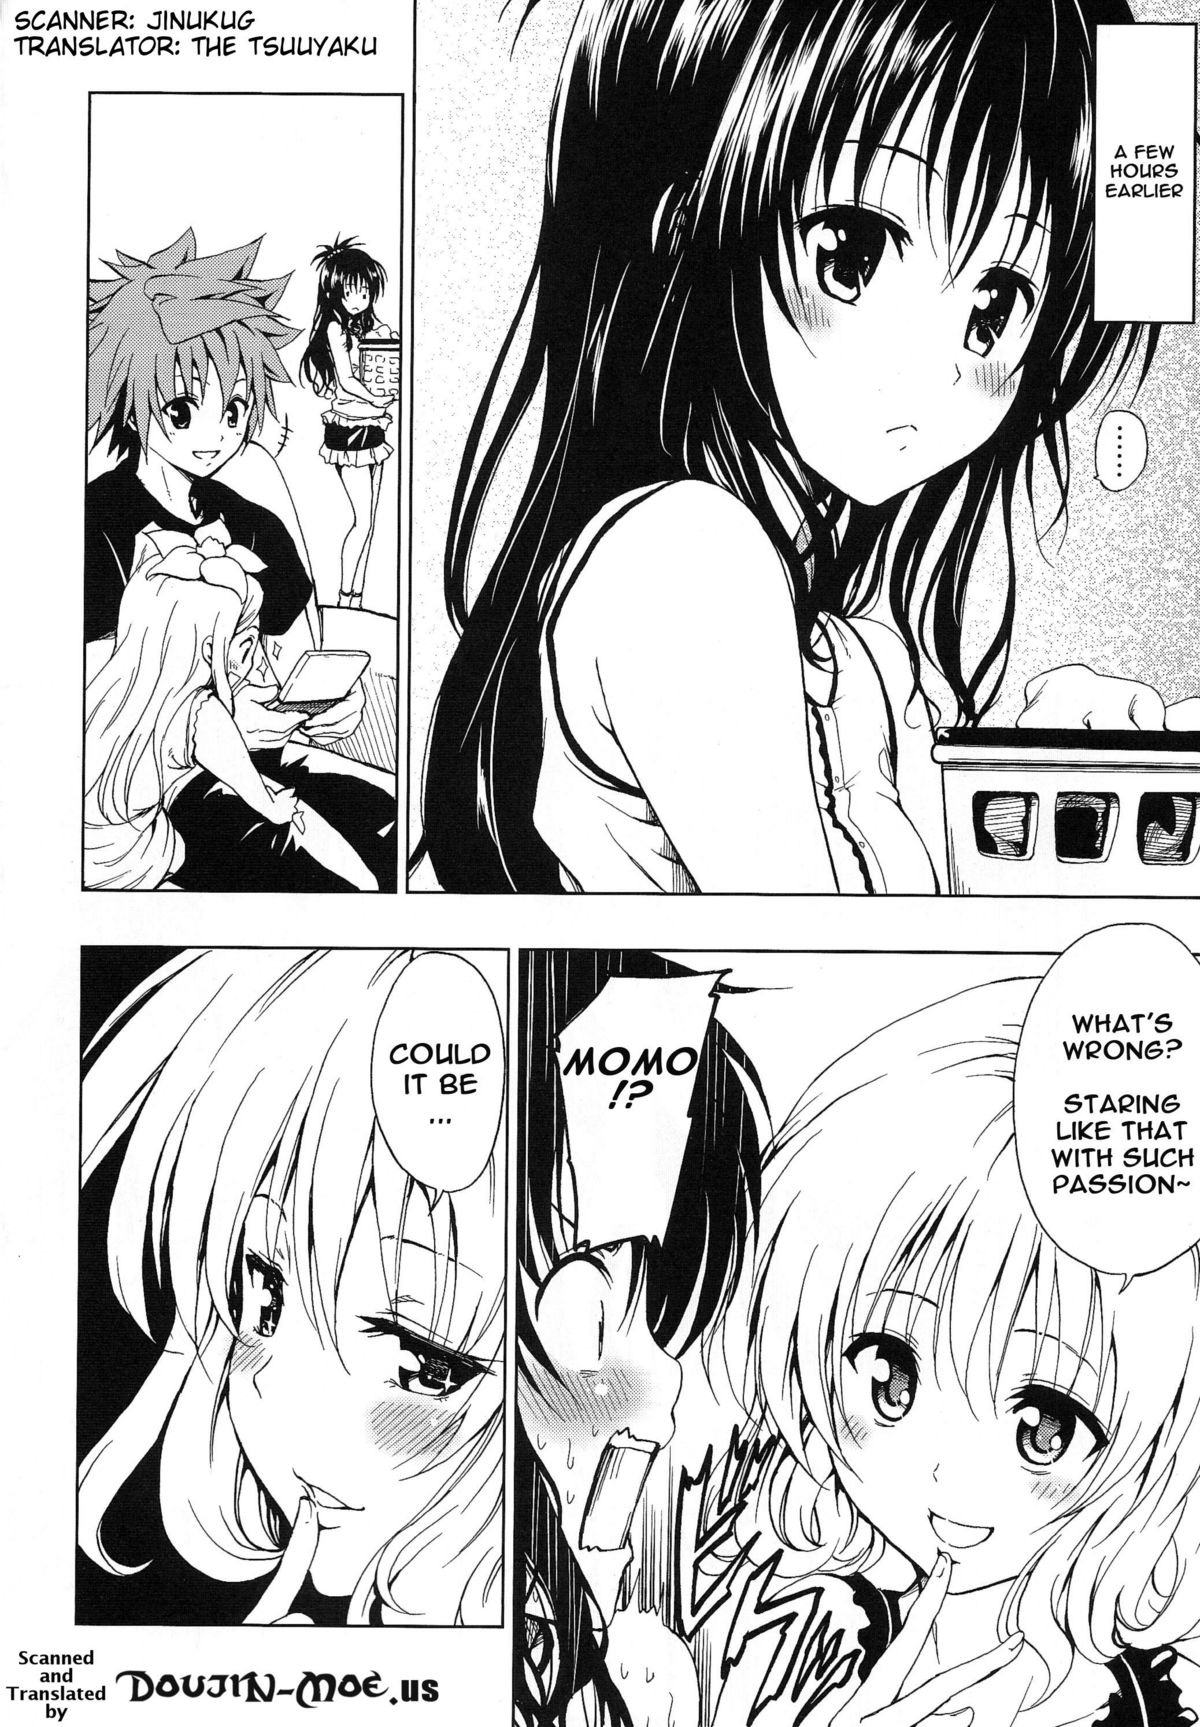 SCANNER: JINUKUG
TRANSLATOR: THE TSUUYAKU
A FEW
HOURS
EARLIER
......
WHAT'S
WRONG?
STARING
LIKE THAT
WITH SUCH
PASSION~
MOMO
!?
COULD
IT BE
...
Scanned
and
Translated
by
DOUJIN-MOE.us